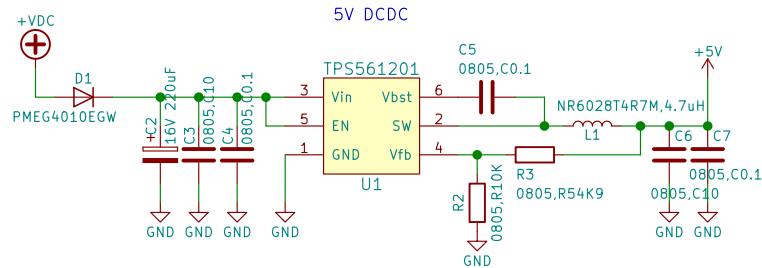 5V DCDC
+VDC
D1
PMEG4010EGW
C2
16V 220uF
+
C3
0805,C10
C4
0805,C0.1
GND
GND
GND
GND
TPS561201
3
Vin
5
EN
1
GND
Vbst
6
SW
2
Vfb
4
U1
C5
0805,C0.1
NR6028T4R7M,4.7uH
L1
+5V
R3
0805,R54K9
R2
0805,R10K
GND
C6
0805,C10
C7
0805,C0.1
GND
GND